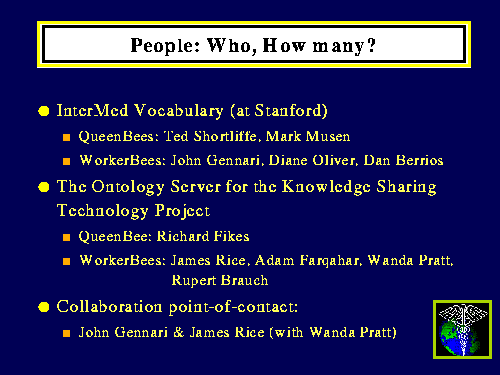 People: Who, How many?
InterMed Vocabulary (at Stanford)
QueenBees: Ted Shortliffe, Mark Musen
WorkerBees: John Gennari, Diane Oliver, Dan Berrios
The Ontology Server for the Knowledge Sharing
Technology Project
QueenBee: Richard Fikes
WorkerBees: James Rice, Adam Farqahar, Wanda Pratt,
Rupert Brauch
Collaboration point-of-contact:
John Gennari & James Rice (with Wanda Pratt)